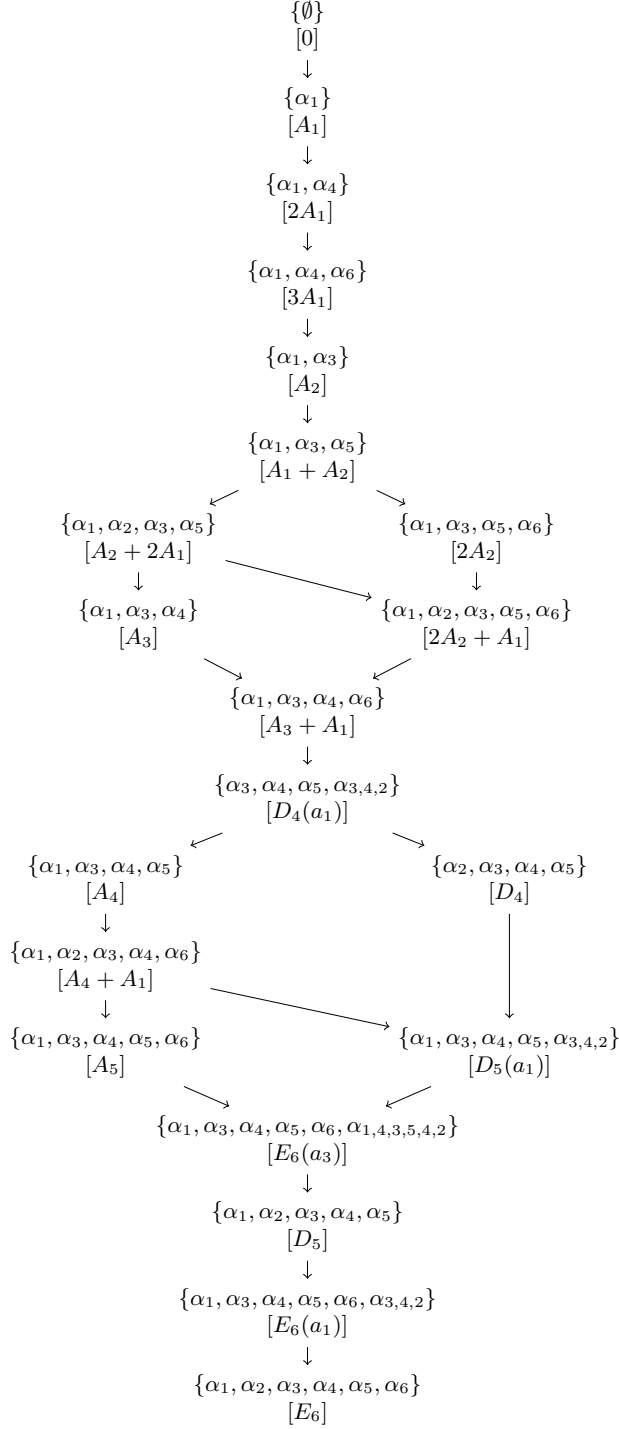 {∅}
[0]
{α₁}
[A₁]
{α₁, α₄}
[2A₁]
{α₁, α₄, α₆}
[3A₁]
{α₁, α₃}
[A₂]
{α₁, α₃, α₅}
[A₁ + A₂]
{α₁, α₂, α₃, α₅}
[A₂ + 2A₁]
{α₁, α₃, α₅, α₆}
[2A₂]
{α₁, α₃, α₄}
[A₃]
{α₁, α₂, α₃, α₅, α₆}
[2A₂ + A₁]
{α₁, α₃, α₄, α₆}
[A₃ + A₁]
{α₃, α₄, α₅, α₃,₄,₂}
[D₄(a₁)]
{α₁, α₃, α₄, α₅}
[A₄]
{α₂, α₃, α₄, α₅}
[D₄]
{α₁, α₂, α₃, α₄, α₆}
[A₄ + A₁]
{α₁, α₃, α₄, α₅, α₆}
[A₅]
{α₁, α₃, α₄, α₅, α₃,₄,₂}
[D₅(a₁)]
{α₁, α₃, α₄, α₅, α₆, α₁,₄,₃,₅,₄,₂}
[E₆(a₃)]
{α₁, α₂, α₃, α₄, α₅}
[D₅]
{α₁, α₃, α₄, α₅, α₆, α₃,₄,₂}
[E₆(a₁)]
{α₁, α₂, α₃, α₄, α₅, α₆}
[E₆]